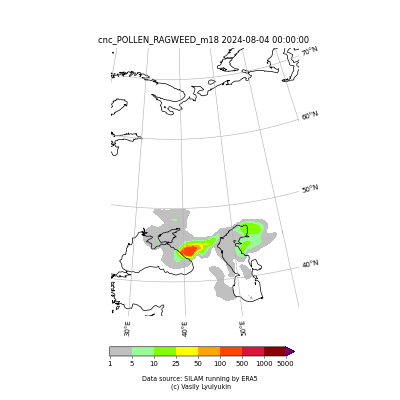 cnc_POLLEN_RAGWEED_m18 2024-08-04 00:00:00
70°N
60°N
50°N
40°N
30°E 40°E 50°E
1 5 10 25 50 100 500 1000 5000
Data source: SILAM running by ERA5
(c) Vasily Lyulyukin